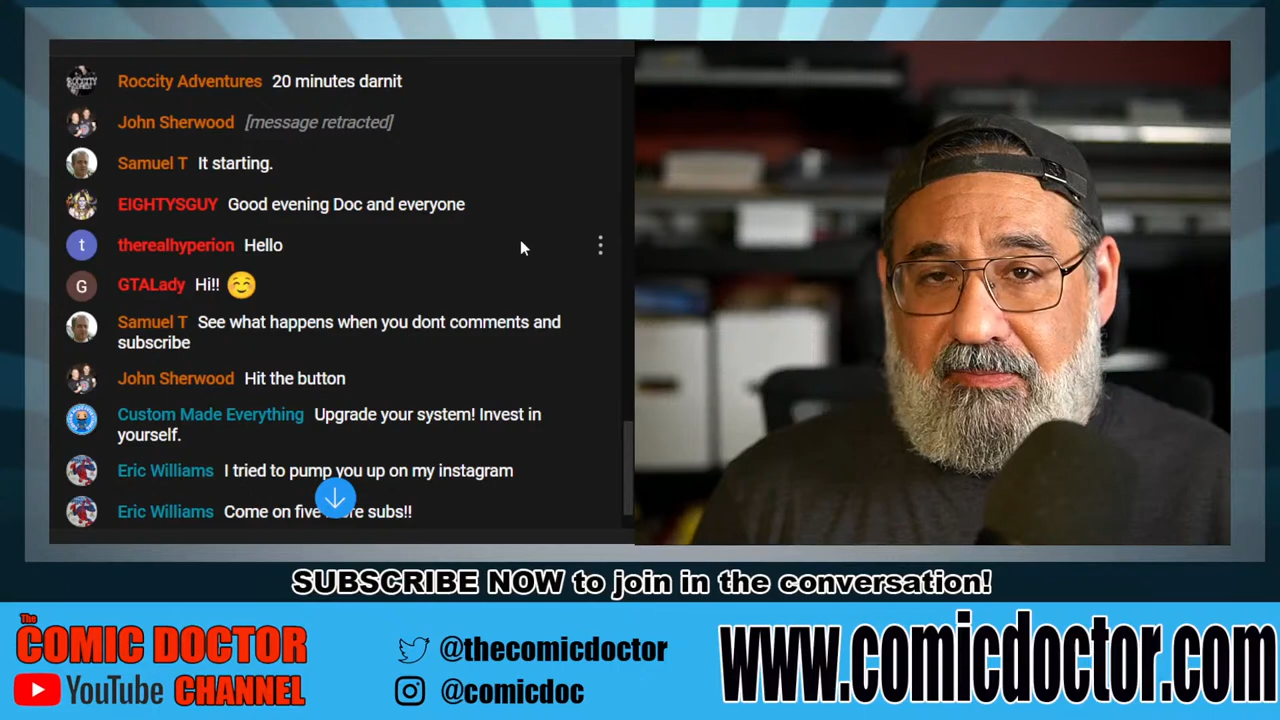 Roccity Adventures 20 minutes darnit
John Sherwood [message retracted]
Samuel T It starting.
EIGHTYSGUY Good evening Doc and everyone
t therealhyperion Hello
G GTALady Hi!! ☺️
Samuel T See what happens when you dont comments and
subscribe
John Sherwood Hit the button
Custom Made Everything Upgrade your system! Invest in
yourself.
Eric Williams I tried to pump you up on my instagram
Eric Williams Come on five more subs!!
SUBSCRIBE NOW to join in the conversation!
The
COMIC DOCTOR
YouTube CHANNEL
@thecomicdoctor
@comicdoc
www.comicdoctor.com